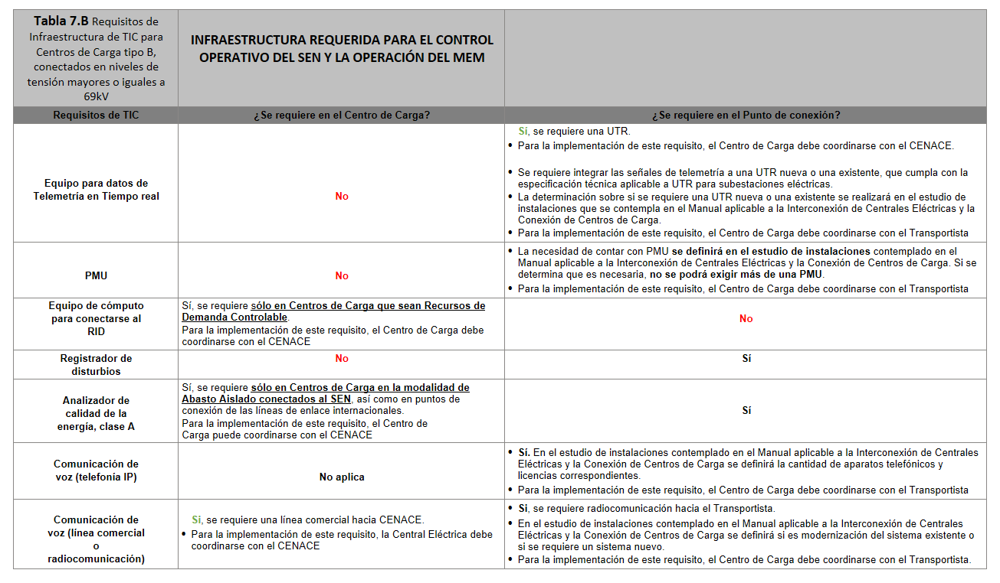 Tabla 7.B Requisitos de
Infraestructura de TIC para
Centros de Carga tipo B,
conectados en niveles de
tensión mayores o iguales a
69kV
INFRAESTRUCTURA REQUERIDA PARA EL CONTROL
OPERATIVO DEL SEN Y LA OPERACIÓN DEL MEM
Requisitos de TIC
¿Se requiere en el Centro de Carga?
¿Se requiere en el Punto de conexión?
Equipo para datos de
Telemetría en Tiempo real
No
Sí, se requiere una UTR.
• Para la implementación de este requisito, el Centro de Carga debe coordinarse con el CENACE.
• Se requiere integrar las señales de telemetría a una UTR nueva o una existente, que cumpla con la
especificación técnica aplicable a UTR para subestaciones eléctricas.
• La determinación sobre si se requiere una UTR nueva o una existente se realizará en el estudio de
instalaciones que se contempla en el Manual aplicable a la Interconexión de Centrales Eléctricas y la
Conexión de Centros de Carga.
• Para la implementación de este requisito, el Centro de Carga debe coordinarse con el Transportista
PMU
No
• La necesidad de contar con PMU se definirá en el estudio de instalaciones contemplado en el
Manual aplicable a la Interconexión de Centrales Eléctricas y la Conexión de Centros de Carga. Si se
determina que es necesaria, no se podrá exigir más de una PMU.
• Para la implementación de este requisito, el Centro de Carga debe coordinarse con el Transportista
Equipo de cómputo
para conectarse al
RID
Sí, se requiere sólo en Centros de Carga que sean Recursos de
Demanda Controlable.
Para la implementación de este requisito, el Centro de Carga debe
coordinarse con el CENACE
No
Registrador de
disturbios
No
Sí
Analizador de
calidad de la
energía, clase A
Sí, se requiere sólo en Centros de Carga en la modalidad de
Abasto Aislado conectados al SEN, así como en puntos de
conexión de las líneas de enlace internacionales.
Para la implementación de este requisito, el Centro de
Carga puede coordinarse con el CENACE
Sí
Comunicación de
voz (telefonía IP)
No aplica
• Sí. En el estudio de instalaciones contemplado en el Manual aplicable a la Interconexión de Centrales
Eléctricas y la Conexión de Centros de Carga se definirá la cantidad de aparatos telefónicos y
licencias correspondientes.
• Para la implementación de este requisito, el Centro de Carga debe coordinarse con el Transportista
Comunicación de
voz (línea comercial
o
radiocomunicación)
Si, se requiere una línea comercial hacia CENACE.
• Para la implementación de este requisito, la Central Eléctrica debe
coordinarse con el CENACE
• Si, se requiere radiocomunicación hacia el Transportista.
• En el estudio de instalaciones contemplado en el Manual aplicable a la Interconexión de Centrales
Eléctricas y la Conexión de Centros de Carga se definirá si es modernización del sistema existente o
si se requiere un sistema nuevo.
• Para la implementación de este requisito, el Centro de Carga debe coordinarse con el Transportista.